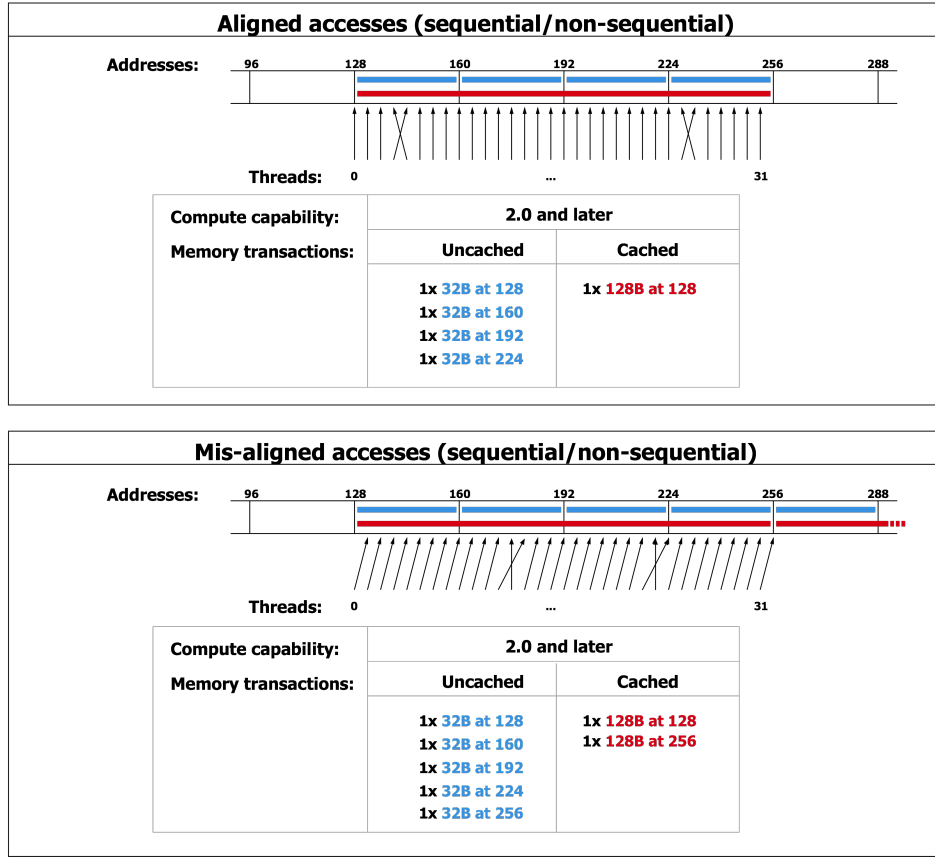 Aligned accesses (sequential/non-sequential)
Addresses: 96 128 160 192 224 256 288
Threads: 0 ... 31
Compute capability: 2.0 and later
Memory transactions: Uncached Cached
1x 32B at 128 1x 128B at 128
1x 32B at 160
1x 32B at 192
1x 32B at 224
Mis-aligned accesses (sequential/non-sequential)
Addresses: 96 128 160 192 224 256 288
Threads: 0 ... 31
Compute capability: 2.0 and later
Memory transactions: Uncached Cached
1x 32B at 128 1x 128B at 128
1x 32B at 160 1x 128B at 256
1x 32B at 192
1x 32B at 224
1x 32B at 256